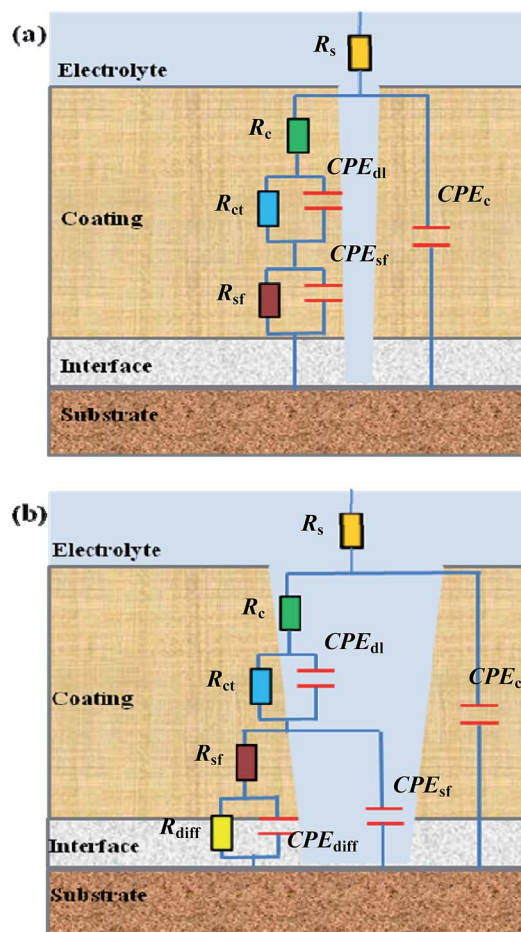 (a)
Rs
Electrolyte
Rc
CPEdl
Rct
CPEc
Coating
CPEsf
Rsf
Interface
Substrate
(b)
Rs
Electrolyte
Rc
CPEdl
Rct
CPEc
Coating
Rsf
CPEsf
Rdiff
CPEdiff
Interface
Substrate